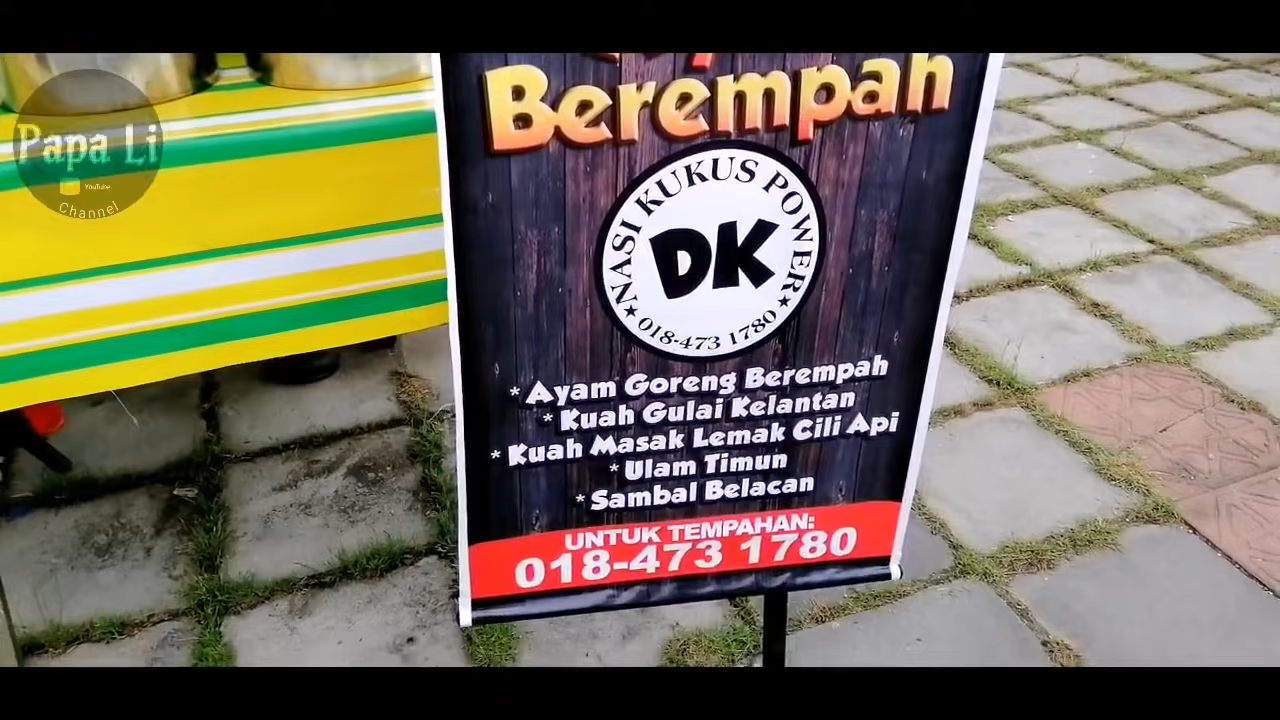 Papa Li
YouTube
Channel
Berempah
NASI KUKUS POWER
DK
★ 018-473 1780 ★
* Ayam Goreng Berempah
* Kuah Gulai Kelantan
* Kuah Masak Lemak Cili Api
* Ulam Timun
* Sambal Belacan
UNTUK TEMPAHAN:
018-473 1780